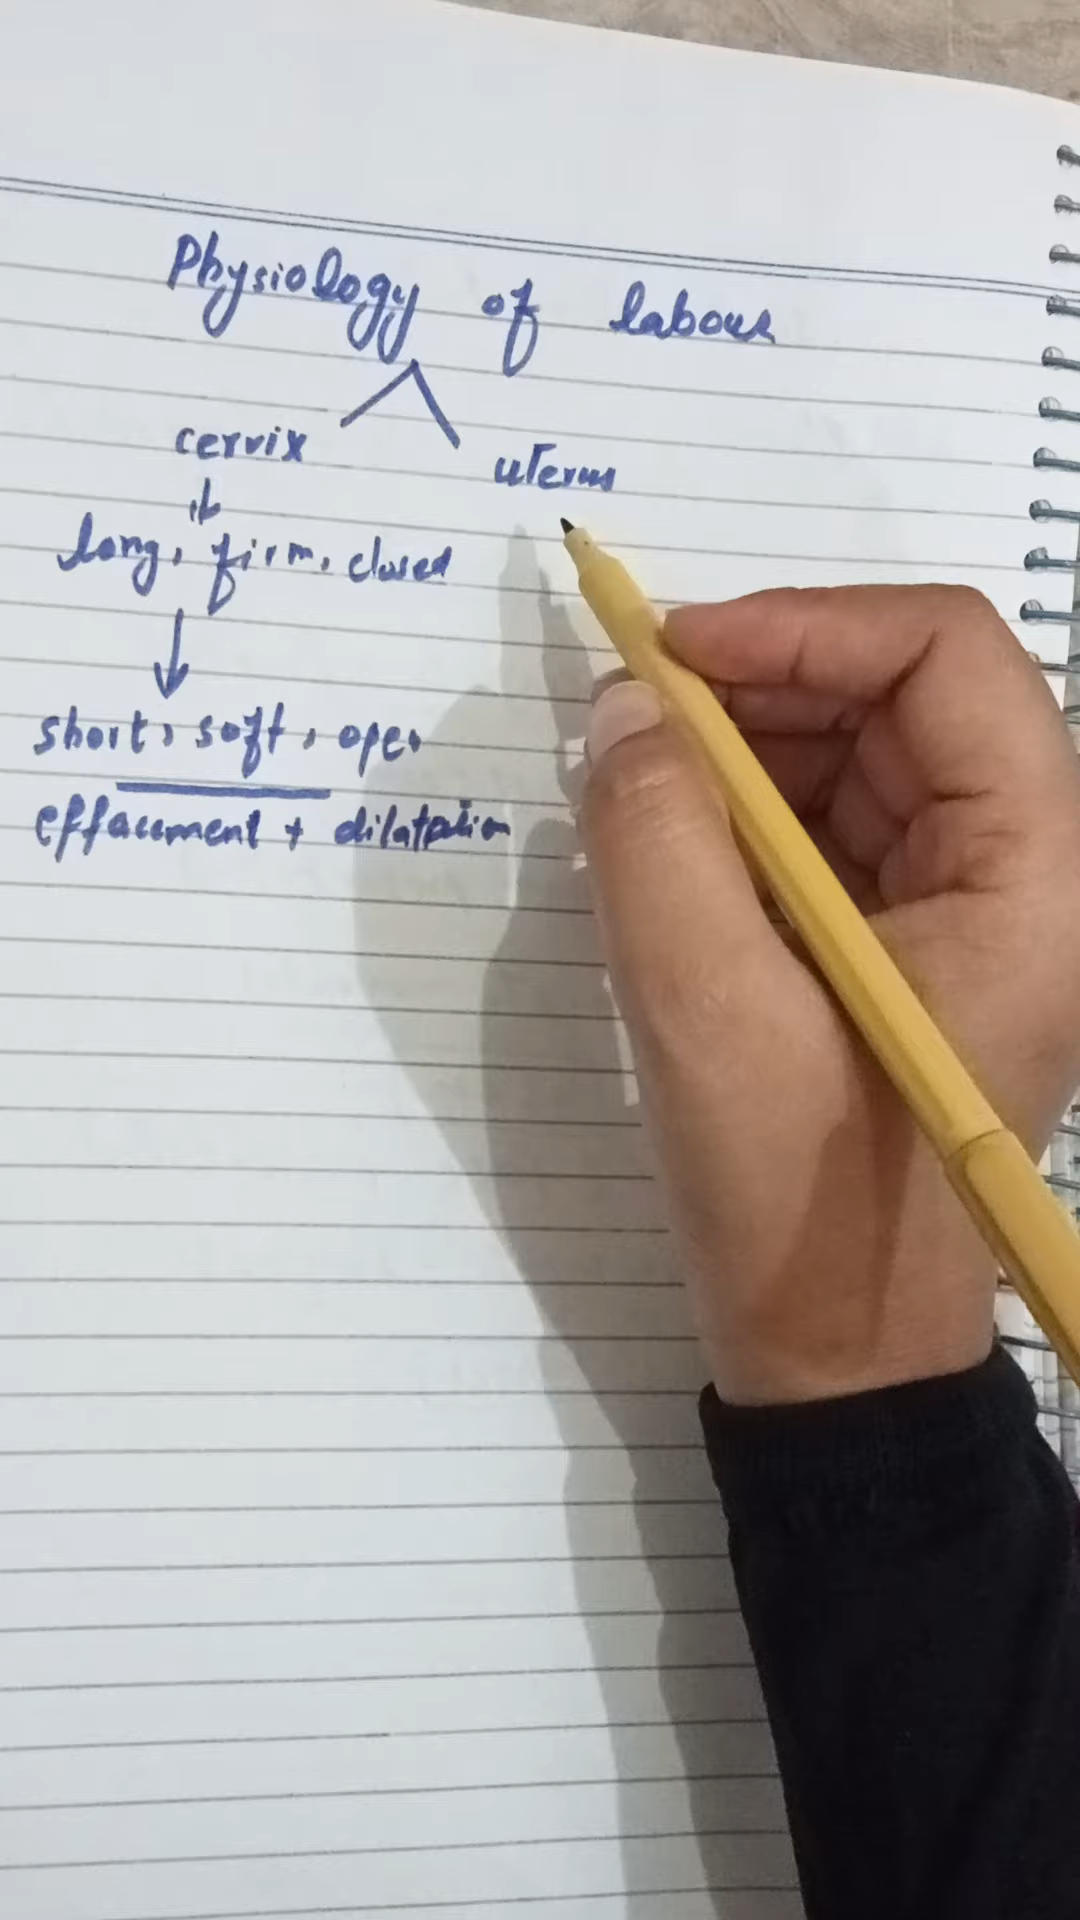 Physiology of labour
cervix
uterus
long, firm, closed
short, soft, open
effacement + dilatation